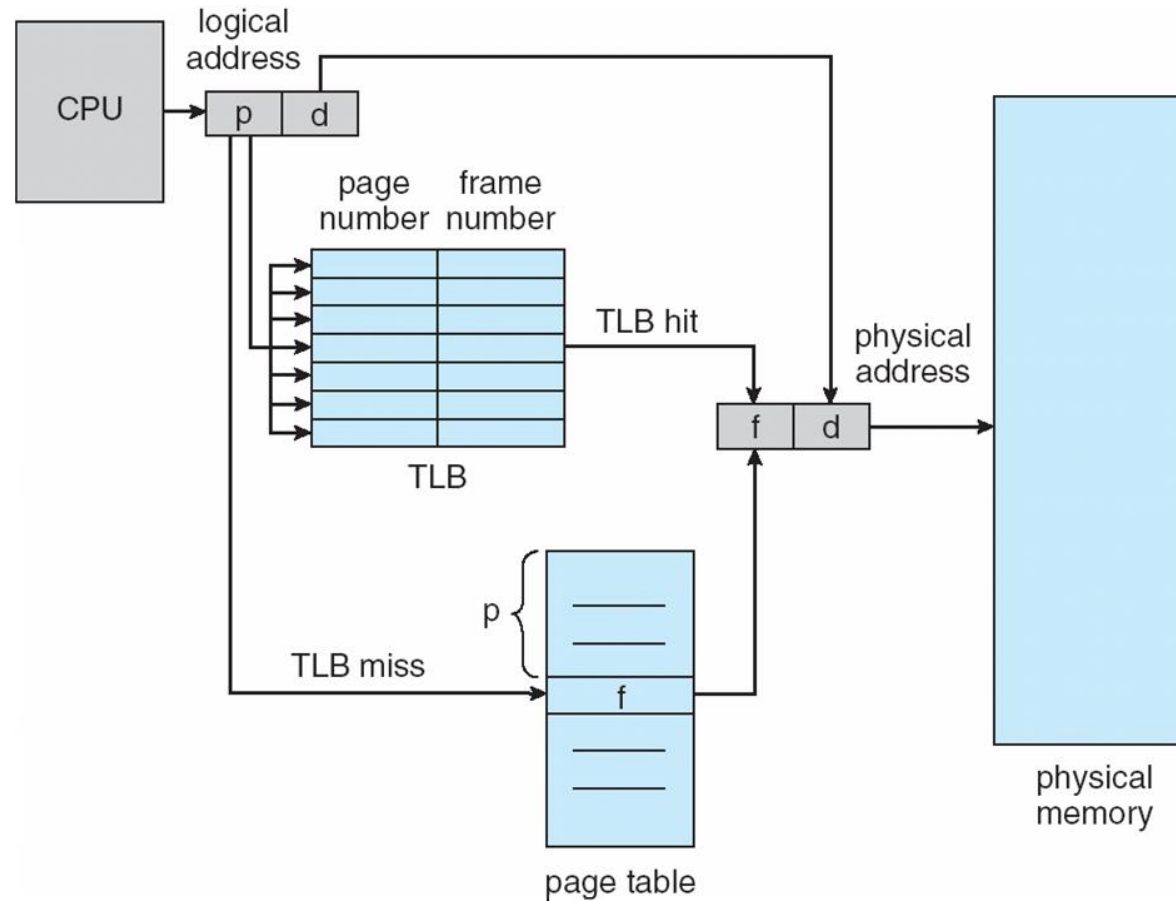 logical
address
CPU
p
d
page
number
frame
number
TLB hit
physical
address
f
d
TLB
p
TLB miss
f
physical
memory
page table